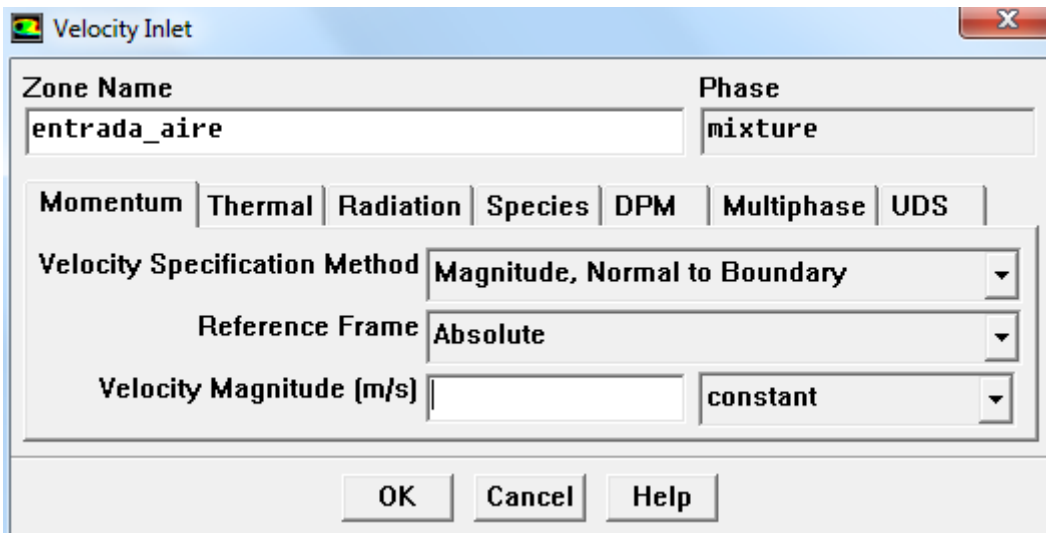 Velocity Inlet
Zone Name Phase
entrada_aire mixture
Momentum Thermal Radiation Species DPM Multiphase UDS
Velocity Specification Method Magnitude, Normal to Boundary
Reference Frame Absolute
Velocity Magnitude (m/s) constant
OK Cancel Help